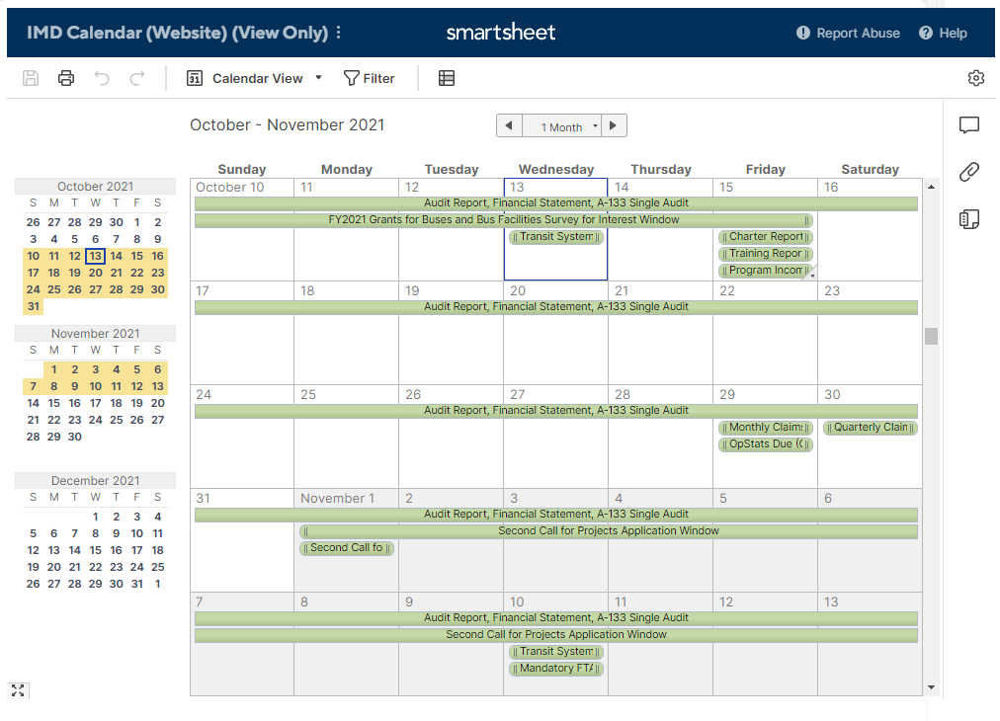 IMD Calendar (Website) (View Only)
smartsheet
Report Abuse
Help
31
Calendar View
Filter
October - November 2021
1 Month
October 2021
S M T W T F S
26 27 28 29 30 1 2
3 4 5 6 7 8 9
10 11 12 13 14 15 16
17 18 19 20 21 22 23
24 25 26 27 28 29 30
31
November 2021
S M T W T F S
1 2 3 4 5 6
7 8 9 10 11 12 13
14 15 16 17 18 19 20
21 22 23 24 25 26 27
28 29 30
December 2021
S M T W T F S
1 2 3 4
5 6 7 8 9 10 11
12 13 14 15 16 17 18
19 20 21 22 23 24 25
26 27 28 29 30 31 1
Sunday Monday Tuesday Wednesday Thursday Friday Saturday
October 10 11 12 13 14 15 16
Audit Report, Financial Statement, A-133 Single Audit
FY2021 Grants for Buses and Bus Facilities Survey for Interest Window
Transit System
Charter Report
Training Repor
Program Incom
17 18 19 20 21 22 23
Audit Report, Financial Statement, A-133 Single Audit
24 25 26 27 28 29 30
Audit Report, Financial Statement, A-133 Single Audit
Monthly Claims
Quarterly Clain
OpStats Due (
31 November 1 2 3 4 5 6
Audit Report, Financial Statement, A-133 Single Audit
Second Call for Projects Application Window
Second Call fo
7 8 9 10 11 12 13
Audit Report, Financial Statement, A-133 Single Audit
Second Call for Projects Application Window
Transit System
Mandatory FTA